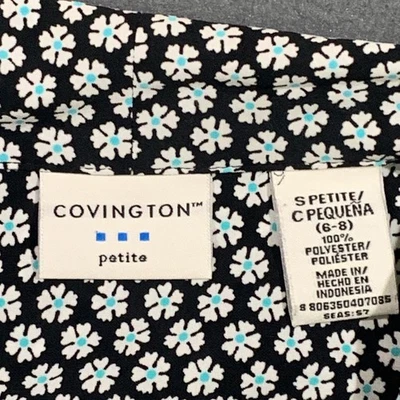 COVINGTON™
petite
S PETITE/
C PEQUEÑA
(6-8)
100%
POLYESTER/
POLIÉSTER
MADE IN/
HECHO EN
INDONESIA
8 806350407085
SEAS: S7